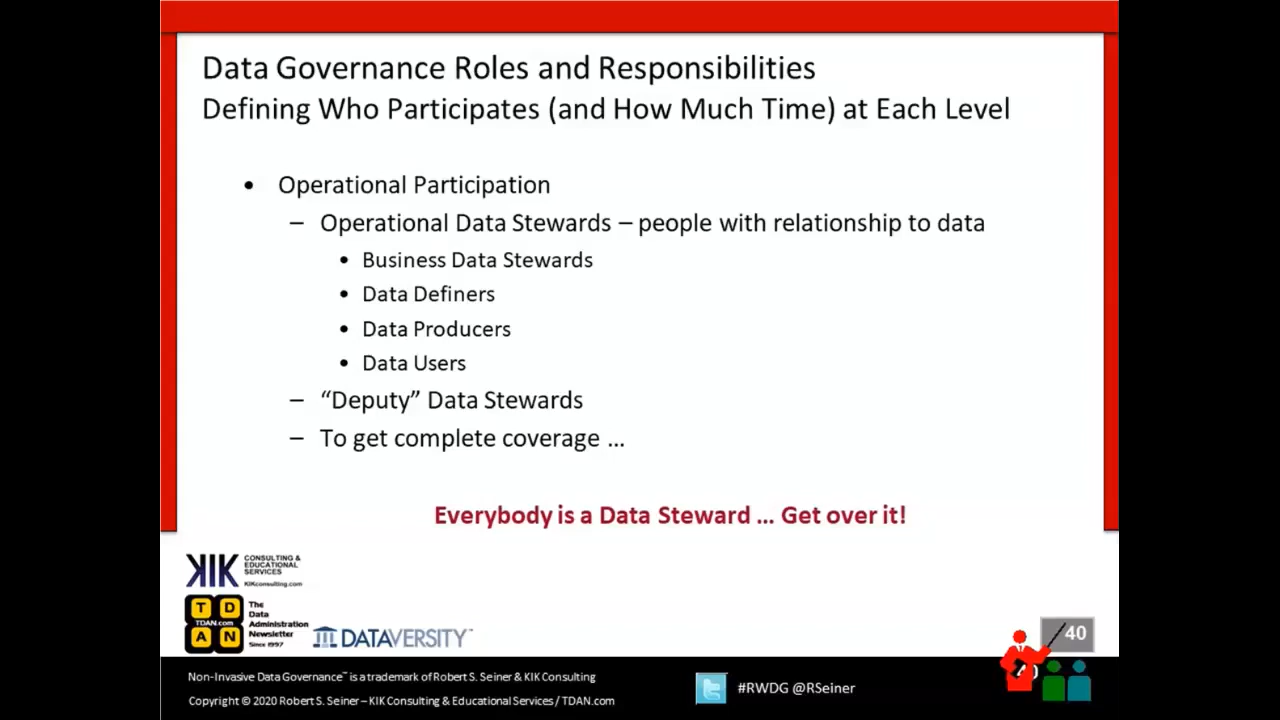 Data Governance Roles and Responsibilities
Defining Who Participates (and How Much Time) at Each Level
• Operational Participation
– Operational Data Stewards – people with relationship to data
• Business Data Stewards
• Data Definers
• Data Producers
• Data Users
– “Deputy” Data Stewards
– To get complete coverage …
Everybody is a Data Steward … Get over it!
KIK
CONSULTING &
EDUCATIONAL
SERVICES
KIKconsulting.com
T D
TDAN.com
A N
The
Data
Administration
Newsletter
Since 1997
DATAVERSITY™
40
Non-Invasive Data Governance™ is a trademark of Robert S. Seiner & KIK Consulting
Copyright © 2020 Robert S. Seiner – KIK Consulting & Educational Services / TDAN.com
#RWDG @RSeiner